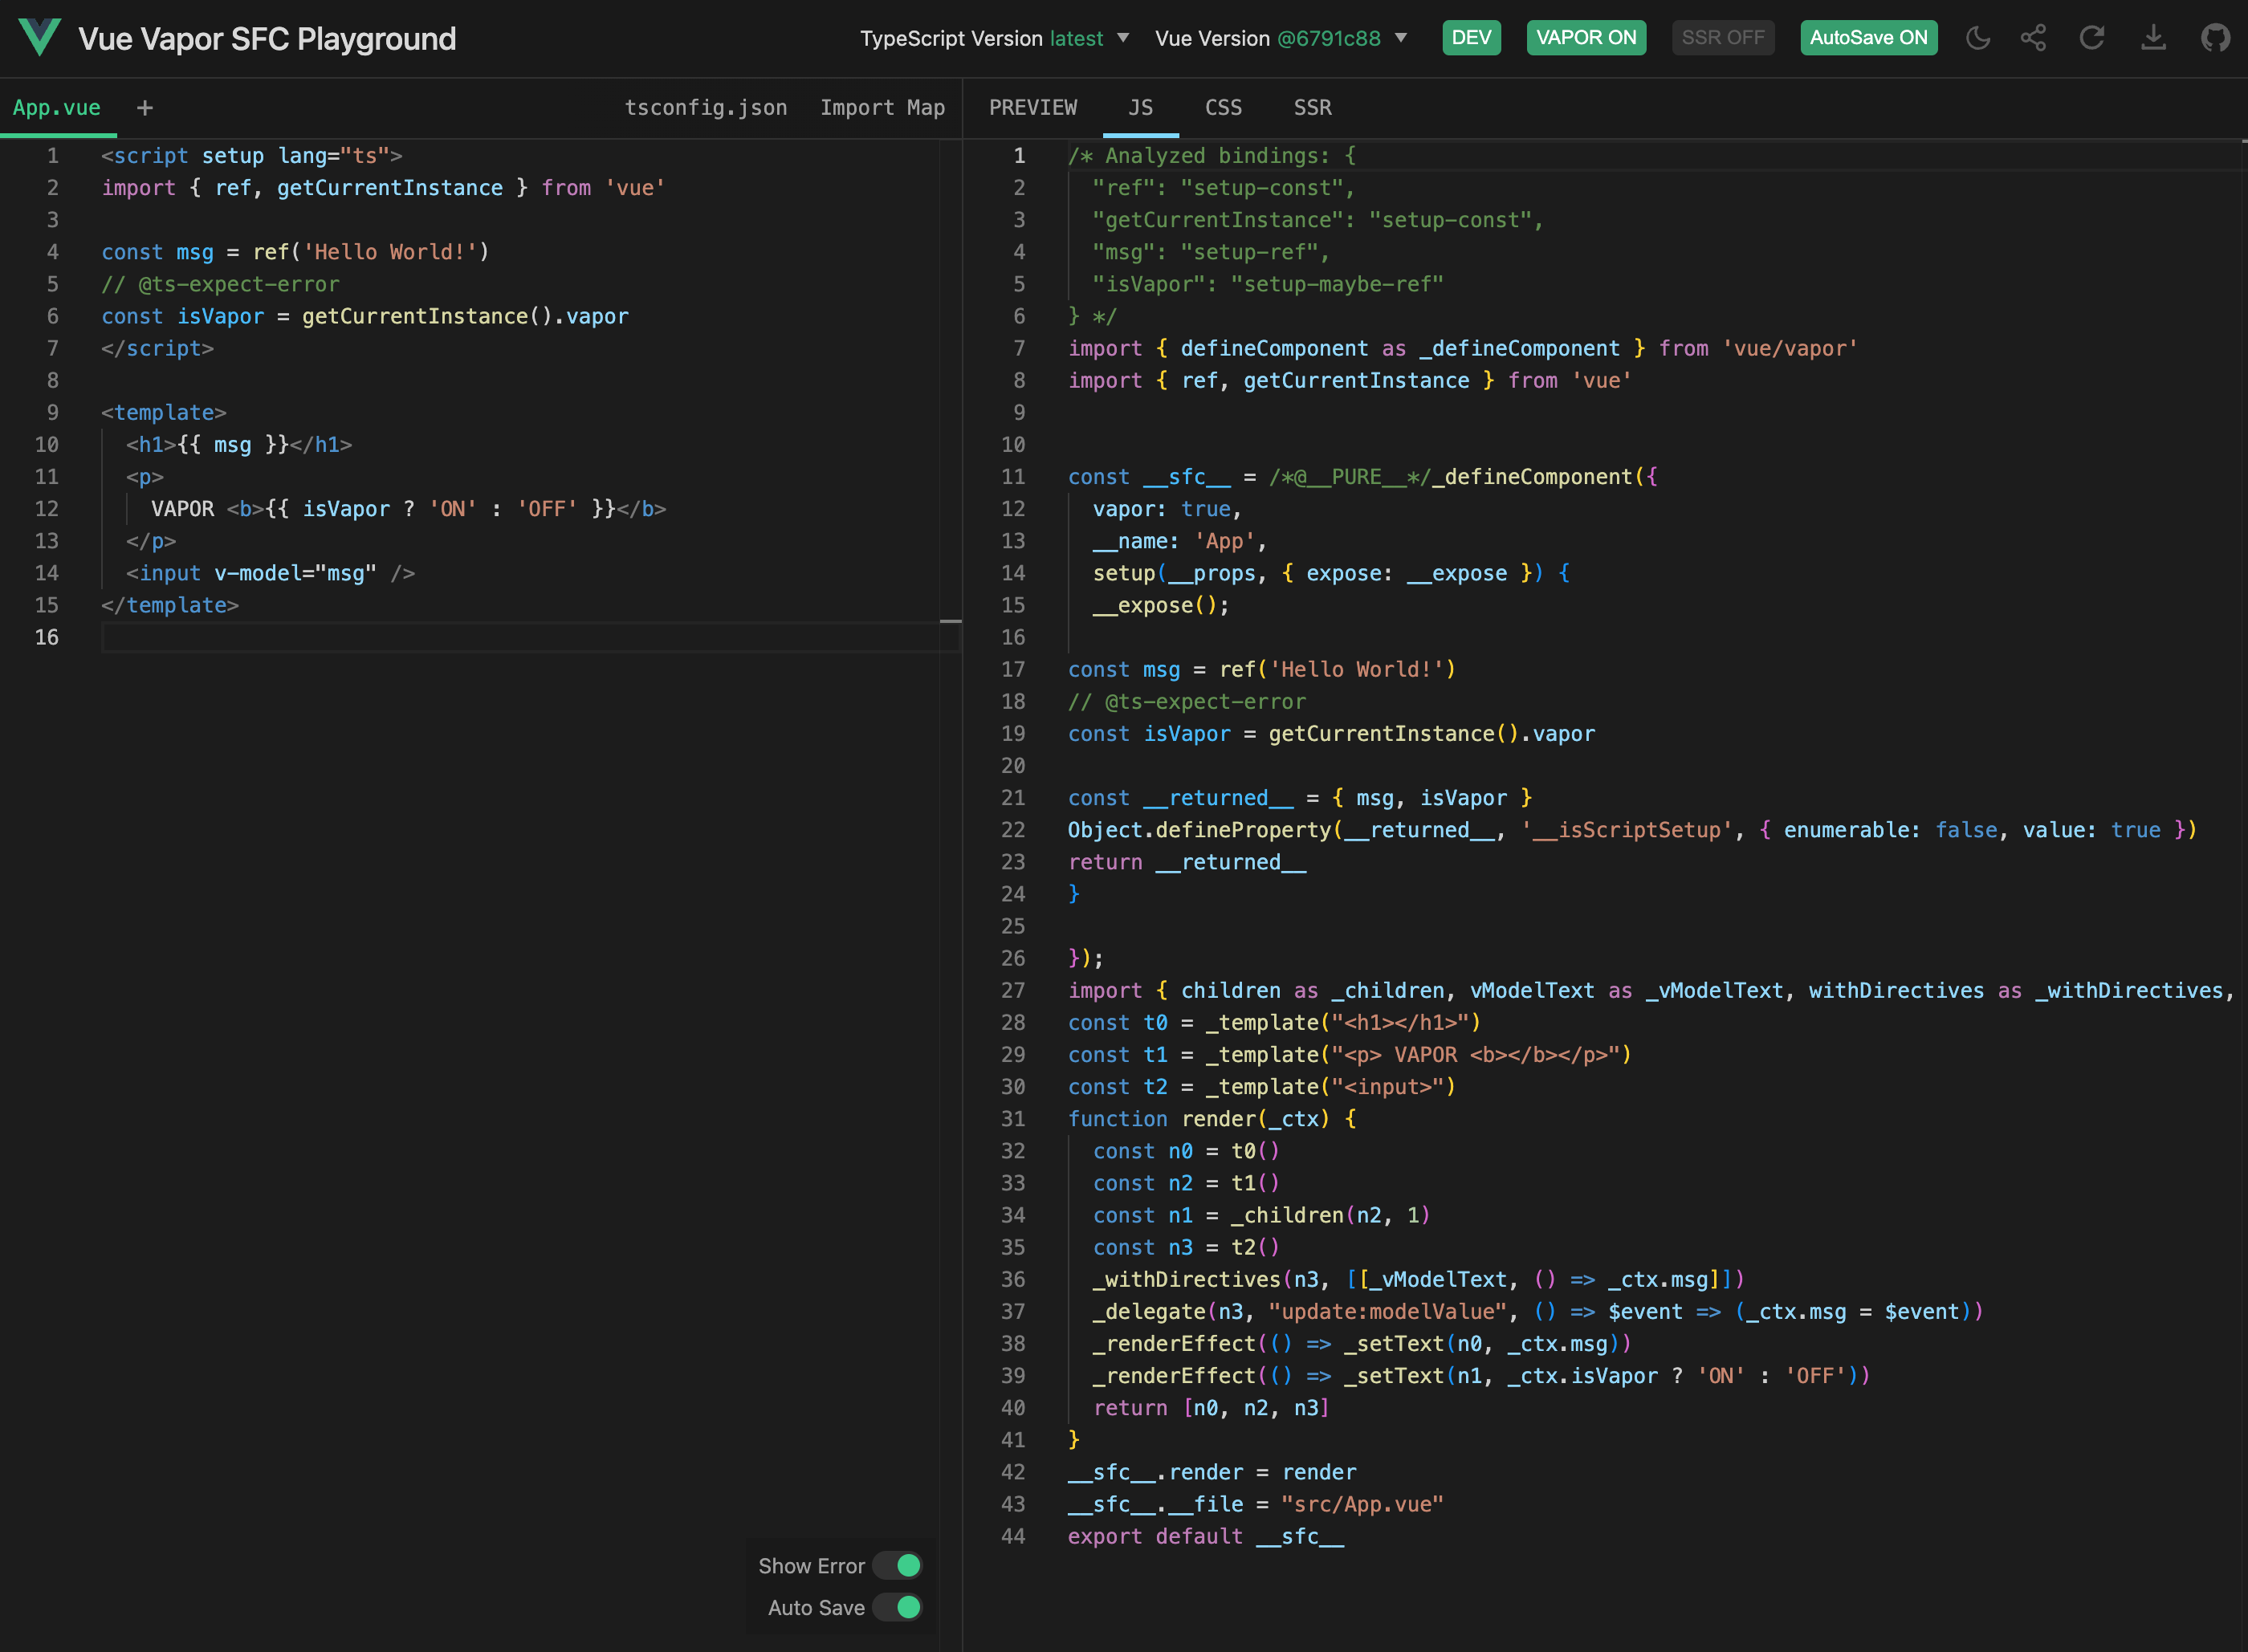 Vue Vapor SFC Playground
TypeScript Version latest Vue Version @6791c88 DEV VAPOR ON SSR OFF AutoSave ON
App.vue + tsconfig.json Import Map
1 <script setup lang="ts">
2 import { ref, getCurrentInstance } from 'vue'
3
4 const msg = ref('Hello World!')
5 // @ts-expect-error
6 const isVapor = getCurrentInstance().vapor
7 </script>
8
9 <template>
10   <h1>{{ msg }}</h1>
11   <p>
12     VAPOR <b>{{ isVapor ? 'ON' : 'OFF' }}</b>
13   </p>
14   <input v-model="msg" />
15 </template>
16
Show Error
Auto Save
PREVIEW JS CSS SSR
1 /* Analyzed bindings: {
2   "ref": "setup-const",
3   "getCurrentInstance": "setup-const",
4   "msg": "setup-ref",
5   "isVapor": "setup-maybe-ref"
6 } */
7 import { defineComponent as _defineComponent } from 'vue/vapor'
8 import { ref, getCurrentInstance } from 'vue'
9
10
11 const __sfc__ = /*@__PURE__*/_defineComponent({
12   vapor: true,
13   __name: 'App',
14   setup(__props, { expose: __expose }) {
15   __expose();
16
17 const msg = ref('Hello World!')
18 // @ts-expect-error
19 const isVapor = getCurrentInstance().vapor
20
21 const __returned__ = { msg, isVapor }
22 Object.defineProperty(__returned__, '__isScriptSetup', { enumerable: false, value: true })
23 return __returned__
24 }
25
26 });
27 import { children as _children, vModelText as _vModelText, withDirectives as _withDirectives,
28 const t0 = _template("<h1></h1>")
29 const t1 = _template("<p> VAPOR <b></b></p>")
30 const t2 = _template("<input>")
31 function render(_ctx) {
32   const n0 = t0()
33   const n2 = t1()
34   const n1 = _children(n2, 1)
35   const n3 = t2()
36   _withDirectives(n3, [[_vModelText, () => _ctx.msg]])
37   _delegate(n3, "update:modelValue", () => $event => (_ctx.msg = $event))
38   _renderEffect(() => _setText(n0, _ctx.msg))
39   _renderEffect(() => _setText(n1, _ctx.isVapor ? 'ON' : 'OFF'))
40   return [n0, n2, n3]
41 }
42 __sfc__.render = render
43 __sfc__.__file = "src/App.vue"
44 export default __sfc__